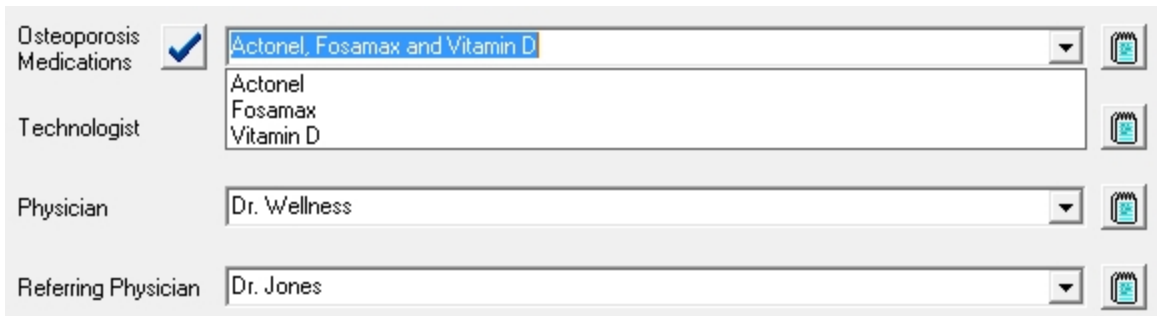 Osteoporosis
Medications
Actonel, Fosamax and Vitamin D
Actonel
Fosamax
Vitamin D
Technologist
Physician
Dr. Wellness
Referring Physician
Dr. Jones